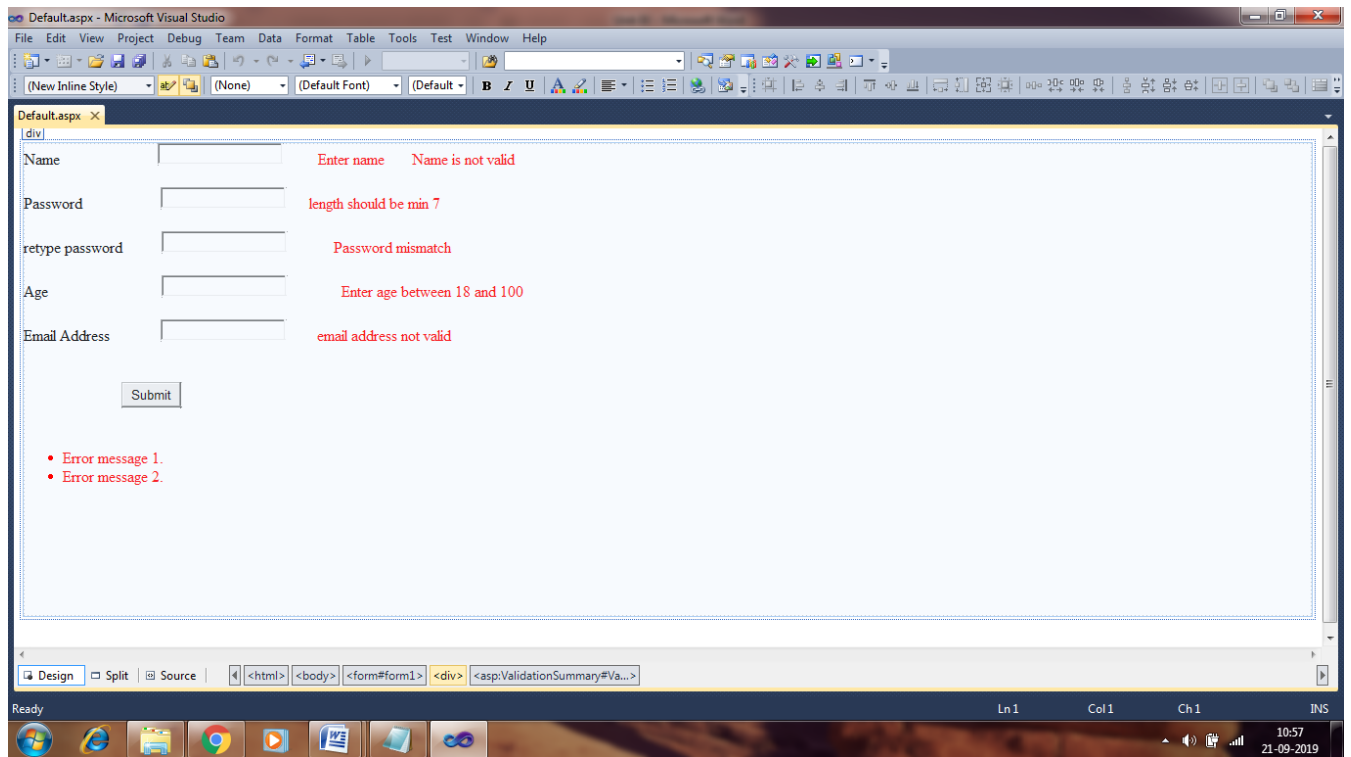 Default.aspx - Microsoft Visual Studio
File Edit View Project Debug Team Data Format Table Tools Test Window Help
(New Inline Style) (None) (Default Font) (Default B I U A
Default.aspx
div
Name Enter name Name is not valid
Password length should be min 7
retype password Password mismatch
Age Enter age between 18 and 100
Email Address email address not valid
Submit
Error message 1.
Error message 2.
Design Split Source <html> <body> <form#form1> <div> <asp:ValidationSummary#Va...>
Ready Ln 1 Col 1 Ch 1 INS
10:57
21-09-2019